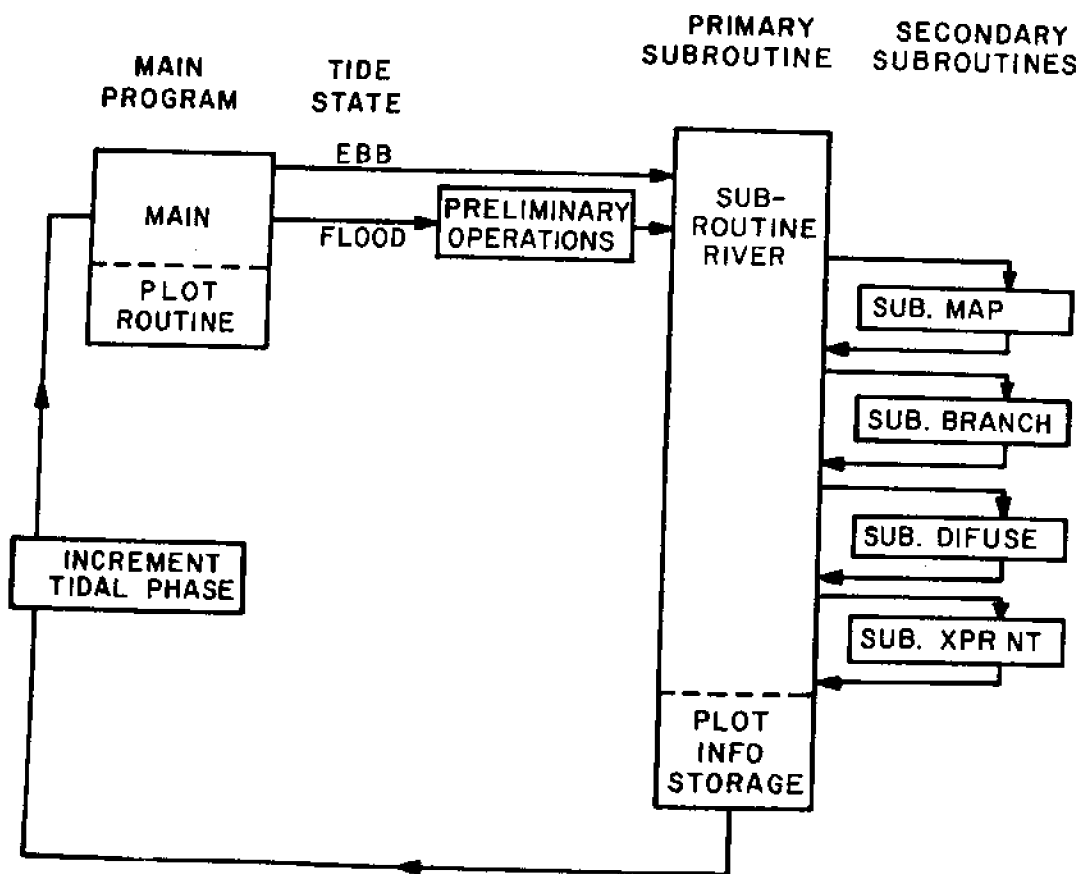 MAIN
PROGRAM
TIDE
STATE
PRIMARY
SUBROUTINE
SECONDARY
SUBROUTINES
MAIN
PLOT
ROUTINE
EBB
FLOOD
PRELIMINARY
OPERATIONS
SUB-
ROUTINE
RIVER
SUB. MAP
SUB. BRANCH
SUB. DIFUSE
SUB. XPR NT
PLOT
INFO
STORAGE
INCREMENT
TIDAL PHASE